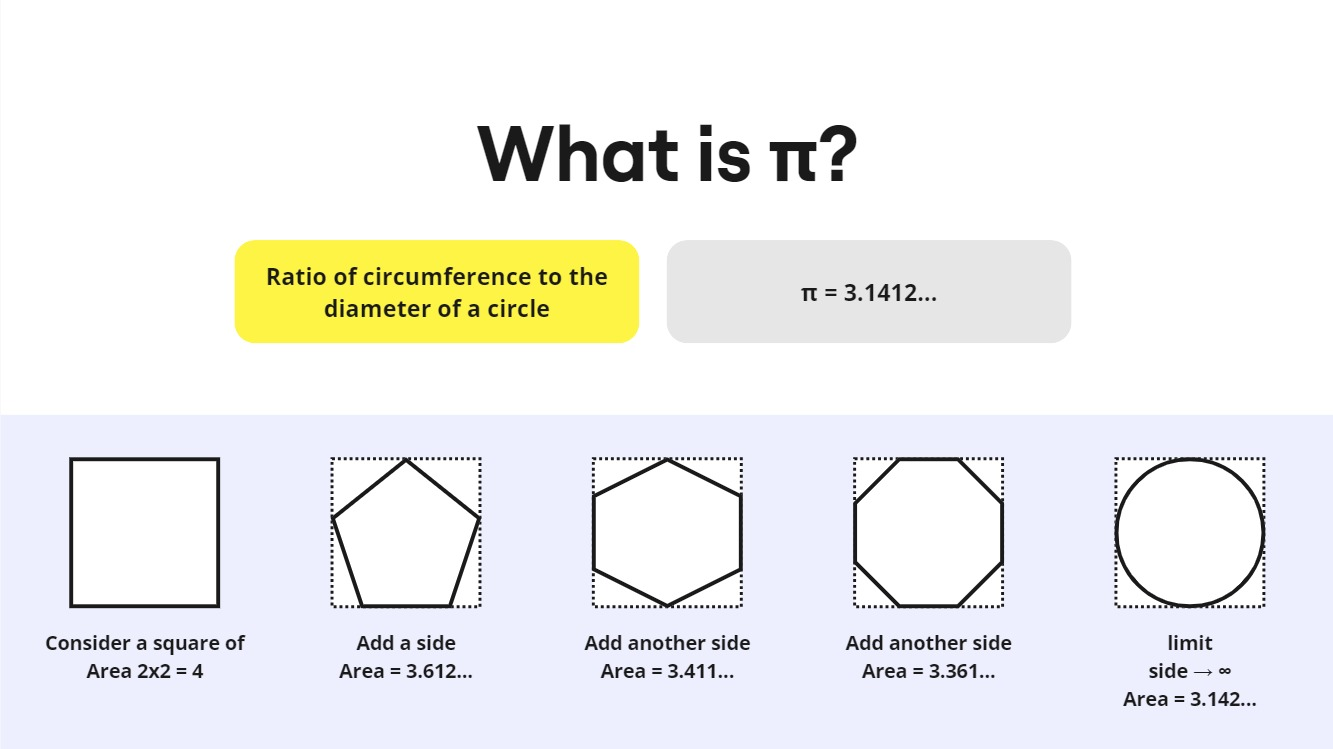 What is π?
Ratio of circumference to the
diameter of a circle
π = 3.1412...
Consider a square of
Area 2x2 = 4
Add a side
Area = 3.612...
Add another side
Area = 3.411...
Add another side
Area = 3.361...
limit
side → ∞
Area = 3.142...